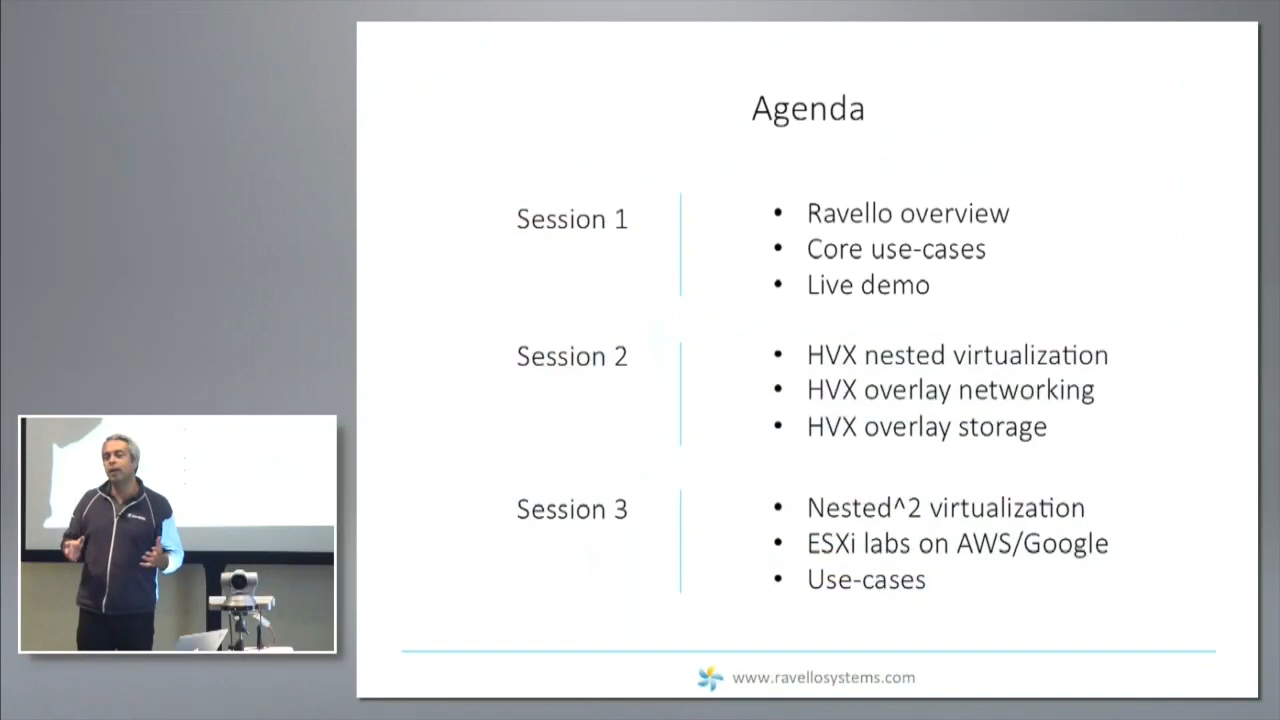 Agenda
Session 1
• Ravello overview
• Core use-cases
• Live demo
Session 2
• HVX nested virtualization
• HVX overlay networking
• HVX overlay storage
Session 3
• Nested^2 virtualization
• ESXi labs on AWS/Google
• Use-cases
www.ravellosystems.com